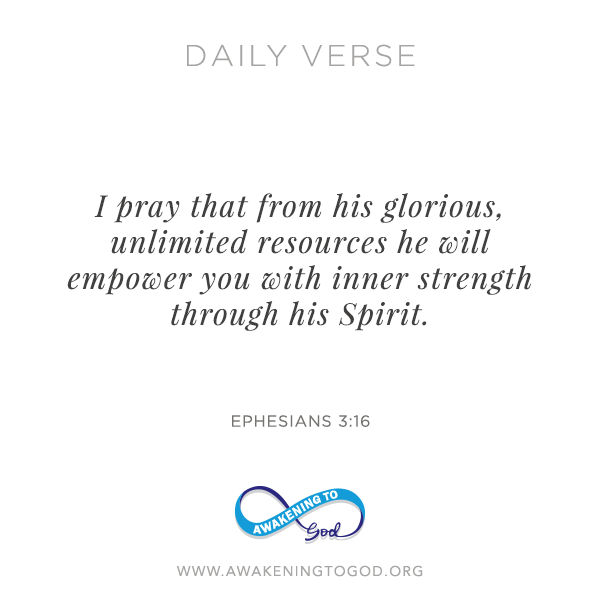 DAILY VERSE
I pray that from his glorious,
unlimited resources he will
empower you with inner strength
through his Spirit.
EPHESIANS 3:16
AWAKENING TO
God
WWW.AWAKENINGTOGOD.ORG